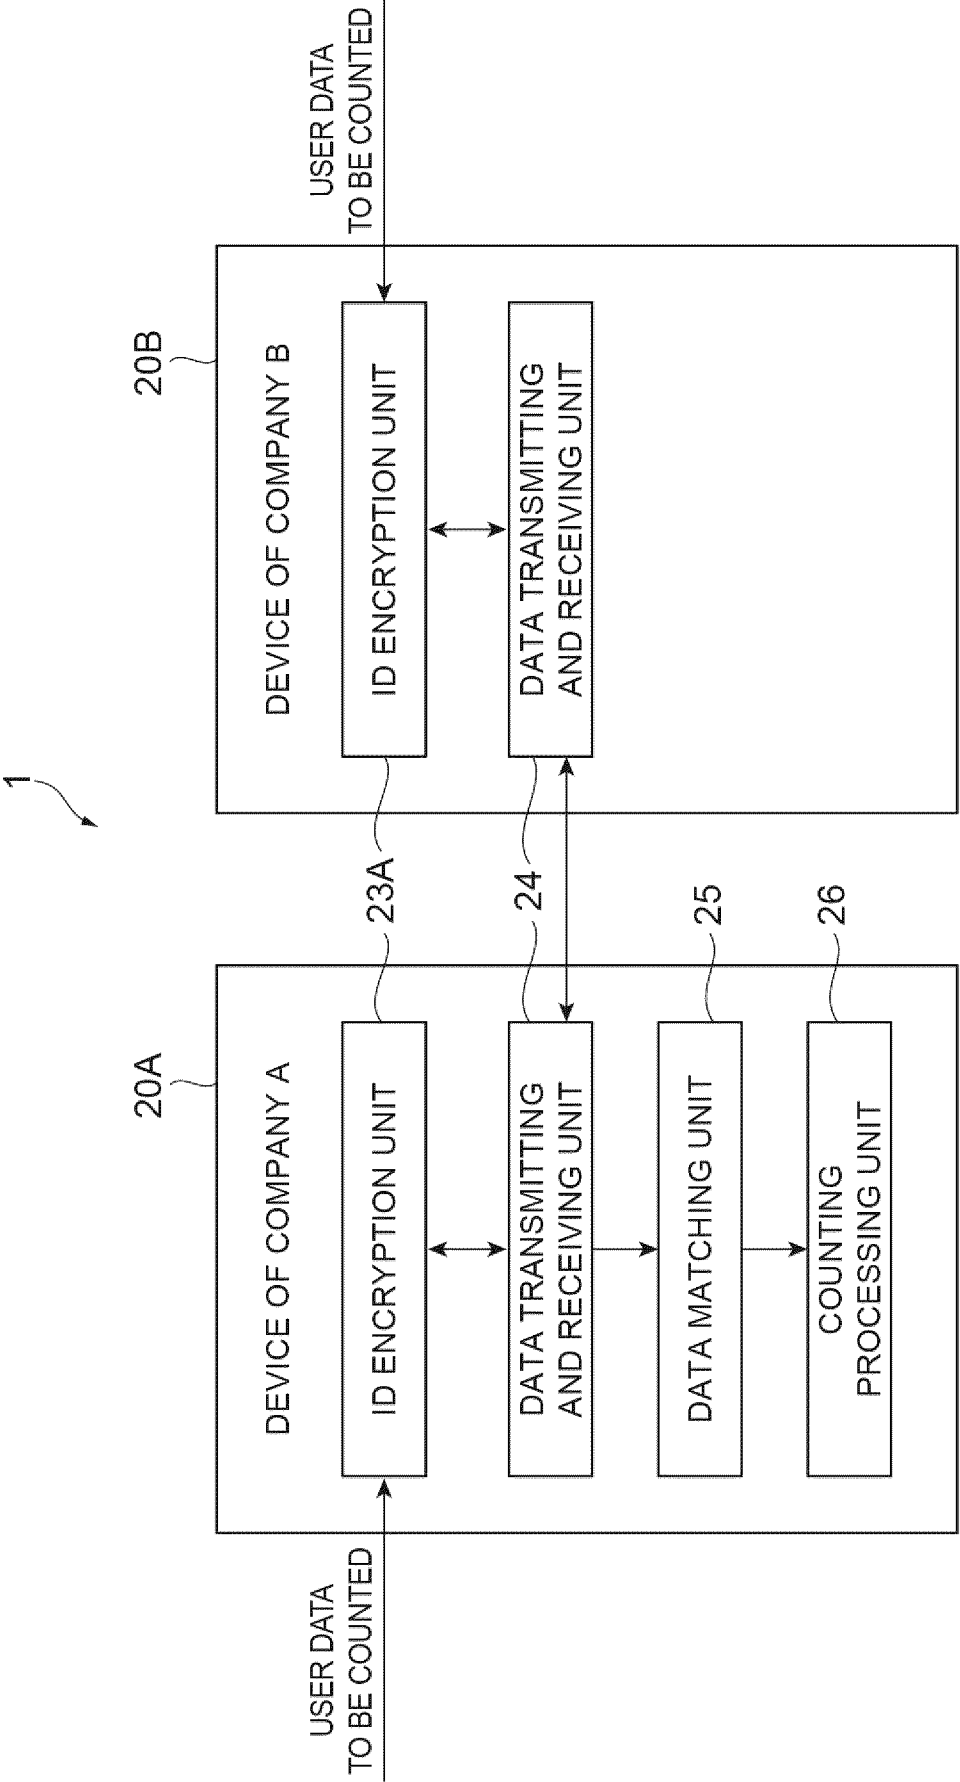 1
20A
20B
DEVICE OF COMPANY A
DEVICE OF COMPANY B
USER DATA
TO BE COUNTED
ID ENCRYPTION UNIT
23A
ID ENCRYPTION UNIT
USER DATA
TO BE COUNTED
DATA TRANSMITTING
AND RECEIVING UNIT
24
DATA TRANSMITTING
AND RECEIVING UNIT
DATA MATCHING UNIT
25
COUNTING
PROCESSING UNIT
26